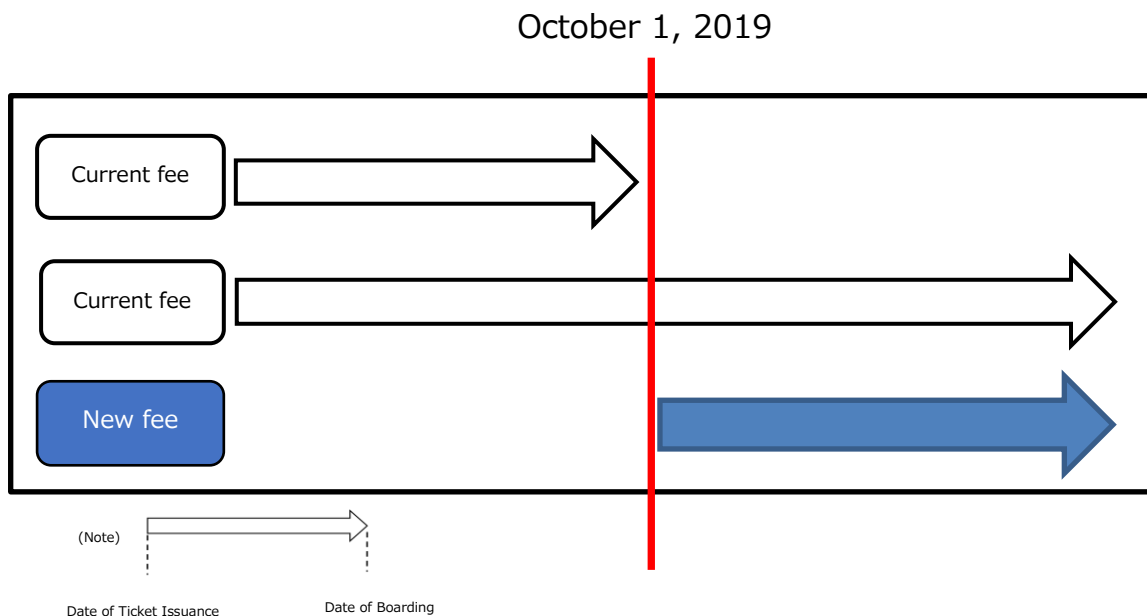 October 1, 2019
Current fee
Current fee
New fee
(Note)
Date of Ticket Issuance
Date of Boarding